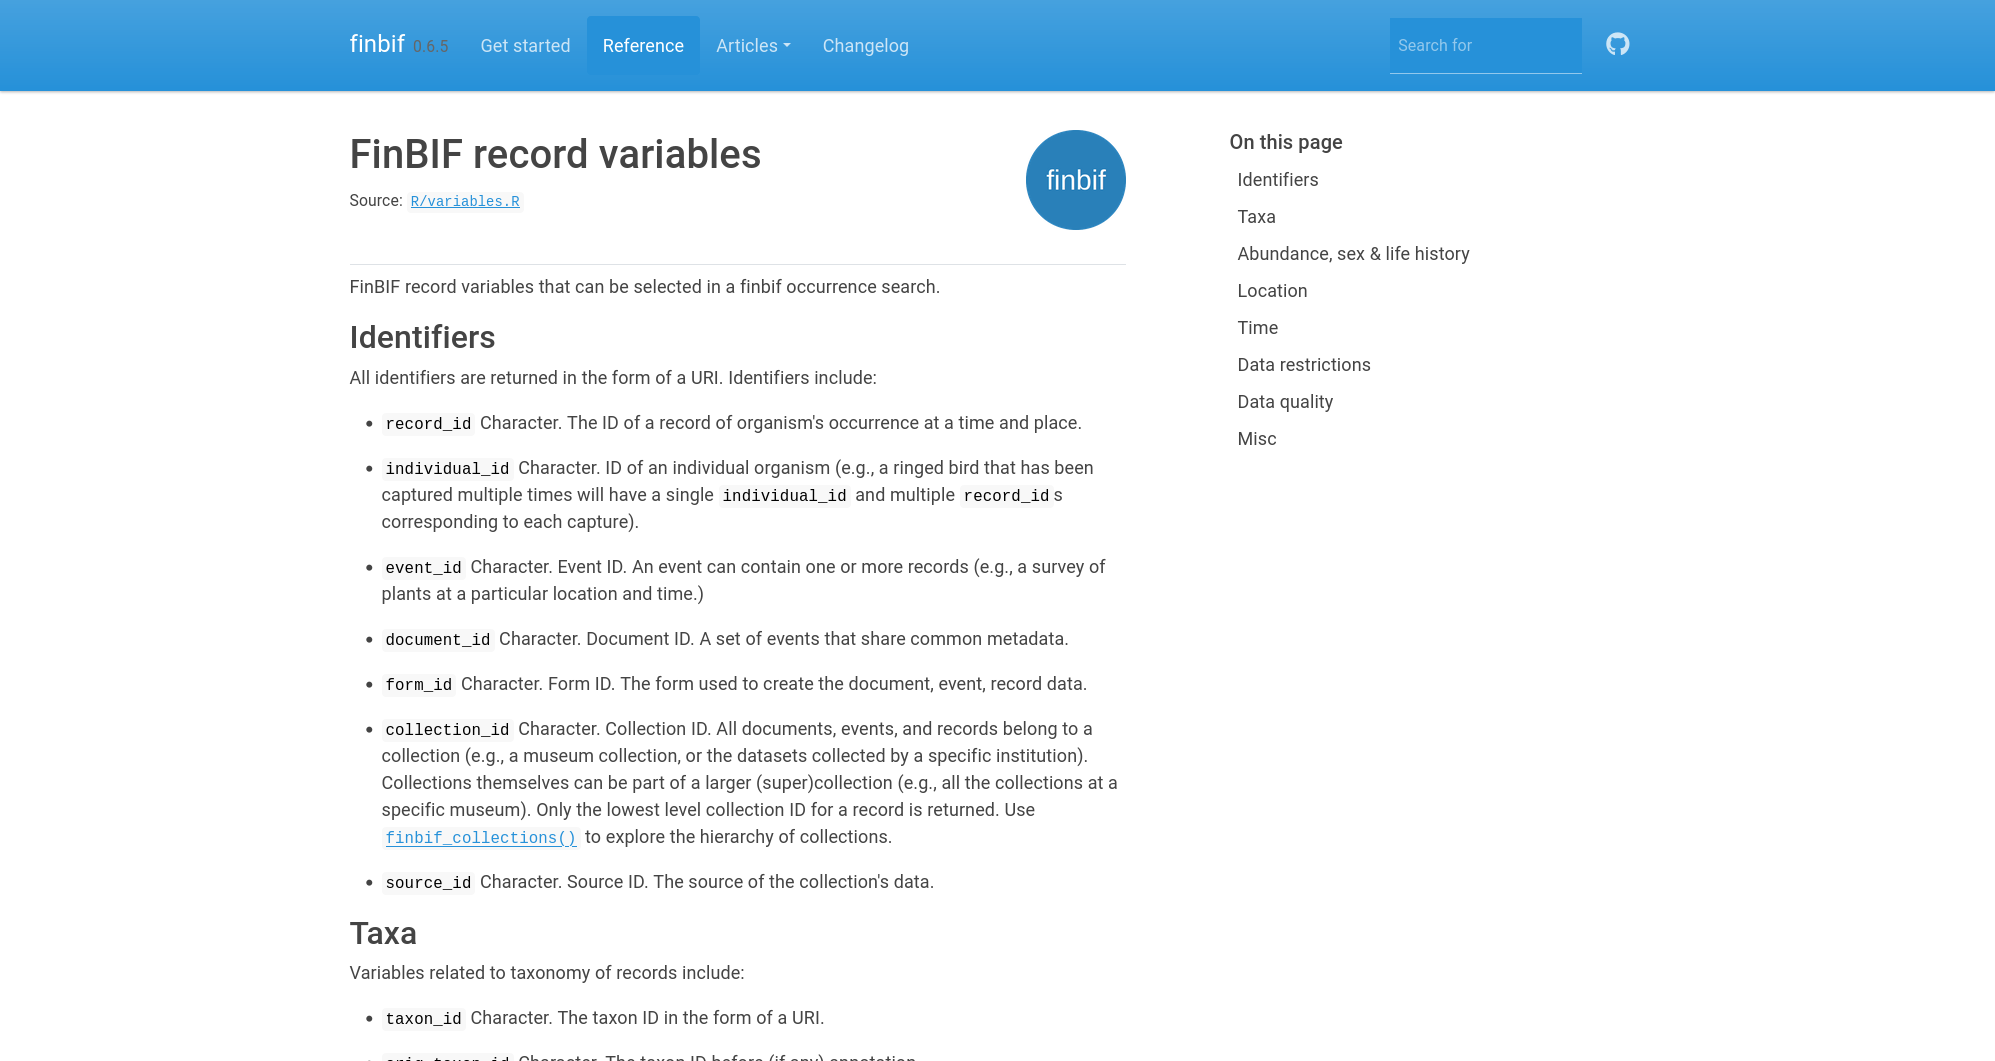 finbif 0.6.5 Get started Reference Articles Changelog Search for
FinBIF record variables
finbif
Source: R/variables.R
FinBIF record variables that can be selected in a finbif occurrence search.
Identifiers
All identifiers are returned in the form of a URI. Identifiers include:
• record_id Character. The ID of a record of organism's occurrence at a time and place.
• individual_id Character. ID of an individual organism (e.g., a ringed bird that has been
captured multiple times will have a single individual_id and multiple record_ids
corresponding to each capture).
• event_id Character. Event ID. An event can contain one or more records (e.g., a survey of
plants at a particular location and time.)
• document_id Character. Document ID. A set of events that share common metadata.
• form_id Character. Form ID. The form used to create the document, event, record data.
• collection_id Character. Collection ID. All documents, events, and records belong to a
collection (e.g., a museum collection, or the datasets collected by a specific institution).
Collections themselves can be part of a larger (super)collection (e.g., all the collections at a
specific museum). Only the lowest level collection ID for a record is returned. Use
finbif_collections() to explore the hierarchy of collections.
• source_id Character. Source ID. The source of the collection's data.
Taxa
Variables related to taxonomy of records include:
• taxon_id Character. The taxon ID in the form of a URI.
• orig_taxon_id Character. The taxon ID before (if any) annotation.
On this page
Identifiers
Taxa
Abundance, sex & life history
Location
Time
Data restrictions
Data quality
Misc